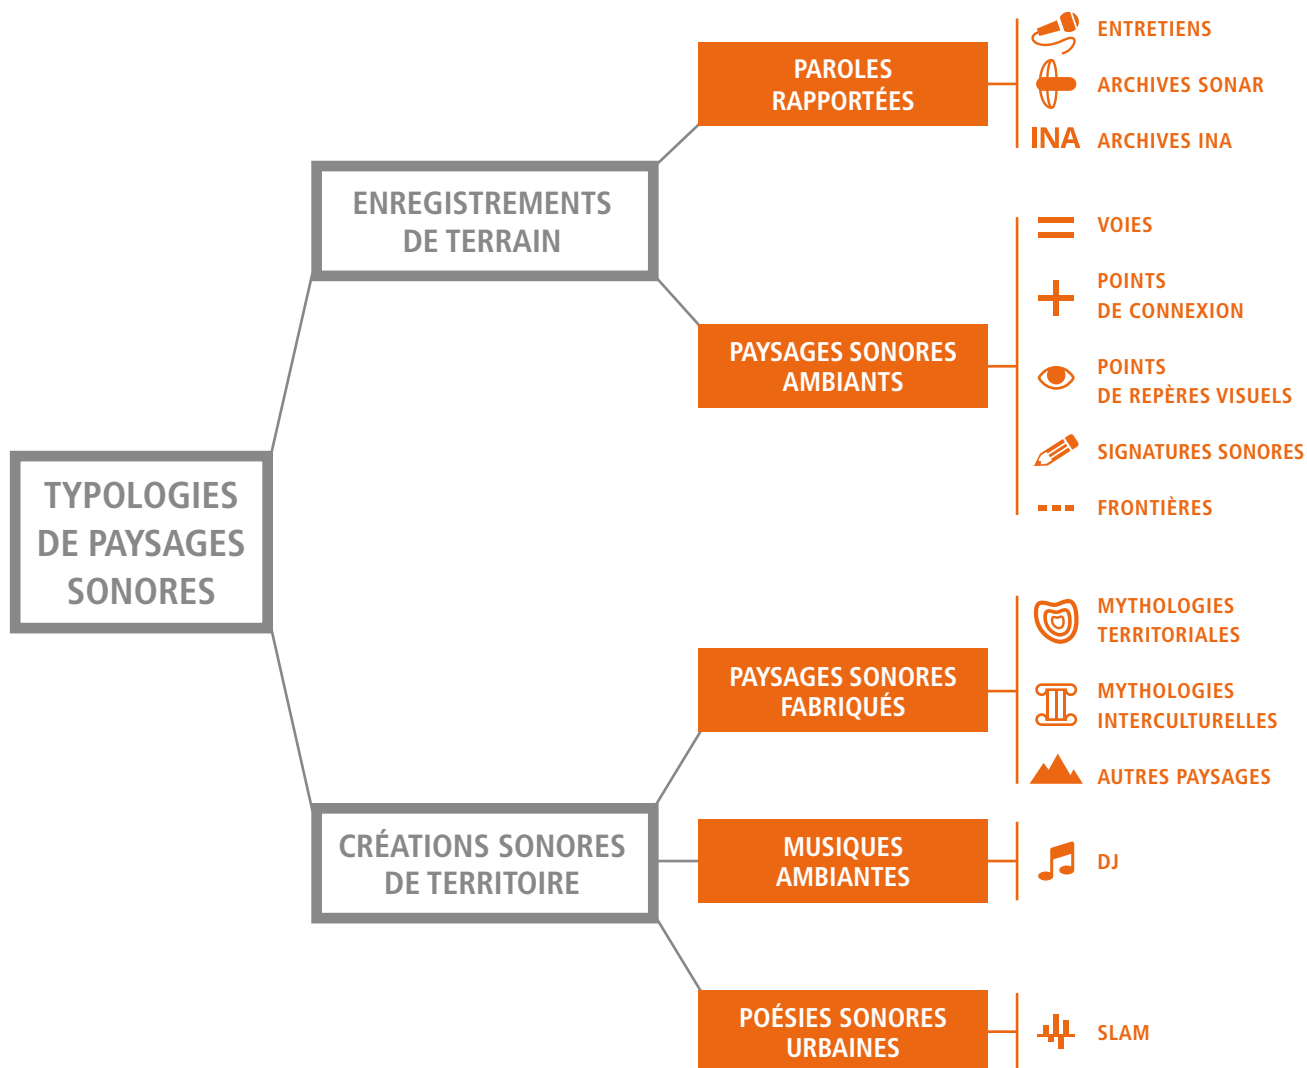 TYPOLOGIES
DE PAYSAGES
SONORES
ENREGISTREMENTS
DE TERRAIN
PAROLES
RAPPORTÉES
ENTRETIENS
ARCHIVES SONAR
INA ARCHIVES INA
PAYSAGES SONORES
AMBIANTS
VOIES
POINTS
DE CONNEXION
POINTS
DE REPÈRES VISUELS
SIGNATURES SONORES
FRONTIÈRES
CRÉATIONS SONORES
DE TERRITOIRE
PAYSAGES SONORES
FABRIQUÉS
MYTHOLOGIES
TERRITORIALES
MYTHOLOGIES
INTERCULTURELLES
AUTRES PAYSAGES
MUSIQUES
AMBIANTES
DJ
POÉSIES SONORES
URBAINES
SLAM